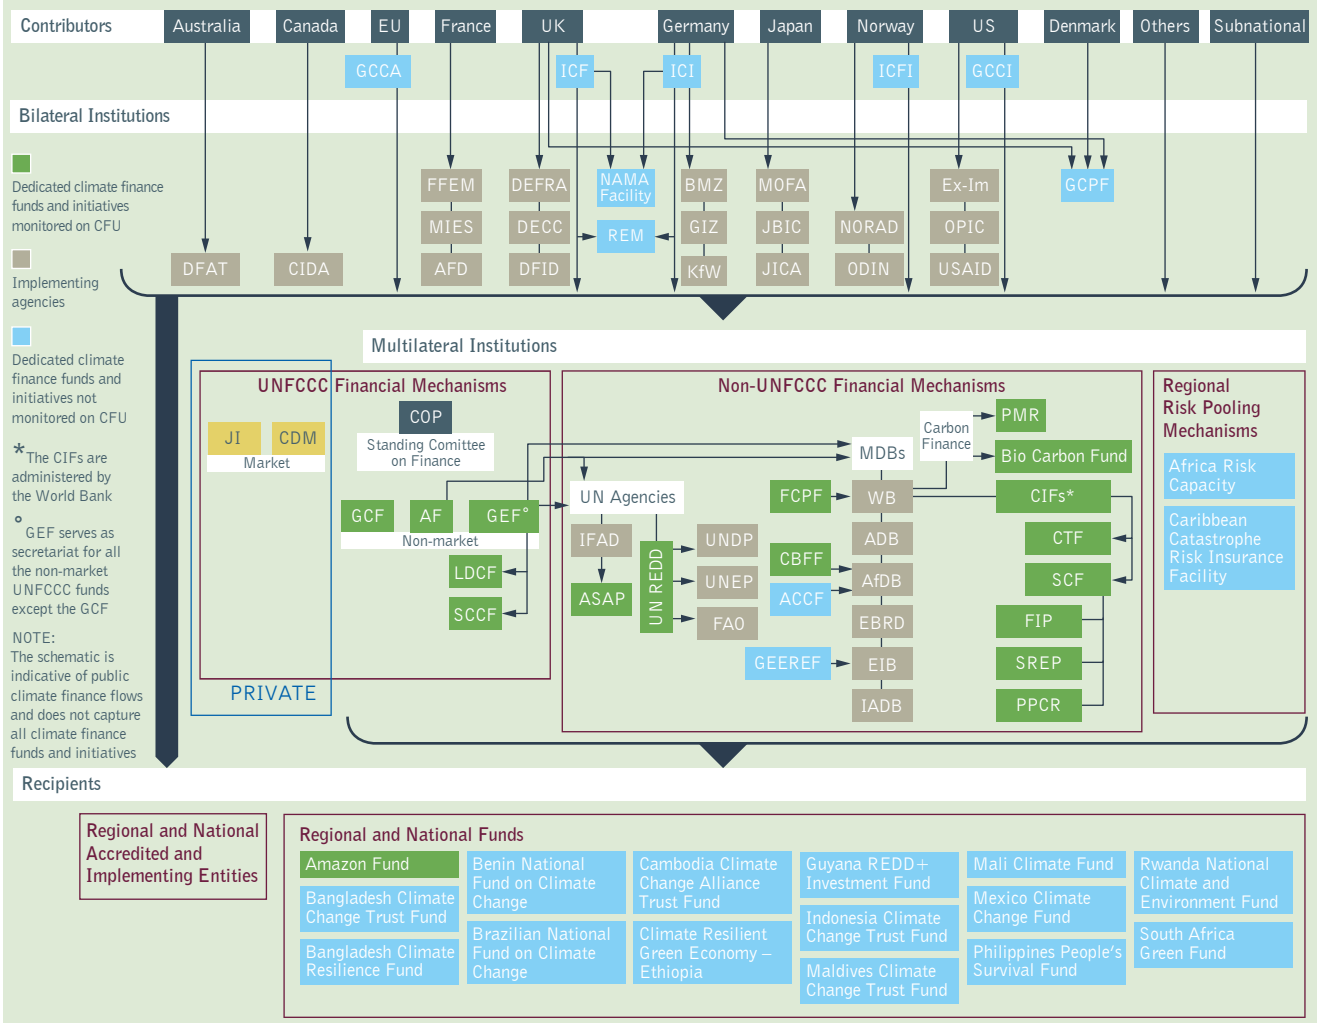 Contributors
Australia
Canada
EU
France
UK
Germany
Japan
Norway
US
Denmark
Others
Subnational
GCCA
ICF
ICI
ICFI
GCCI
Bilateral Institutions
Dedicated climate finance
funds and initiatives
monitored on CFU
Implementing
agencies
Dedicated climate
finance funds and
initiatives not
monitored on CFU
*The CIFs are
administered by
the World Bank
° GEF serves as
secretariat for all
the non-market
UNFCCC funds
except the GCF
NOTE:
The schematic is
indicative of public
climate finance flows
and does not capture
all climate finance
funds and initiatives
DFAT
CIDA
FFEM
MIES
AFD
DEFRA
DECC
DFID
NAMA
Facility
REM
BMZ
GIZ
KfW
MOFA
JBIC
JICA
NORAD
ODIN
Ex-Im
OPIC
USAID
GCPF
Multilateral Institutions
UNFCCC Financial Mechanisms
COP
Standing Comittee
on Finance
JI
CDM
Market
GCF
AF
GEF°
Non-market
LDCF
SCCF
PRIVATE
Non-UNFCCC Financial Mechanisms
UN Agencies
IFAD
ASAP
UN REDD
UNDP
UNEP
FAO
MDBs
WB
ADB
AfDB
EBRD
EIB
IADB
FCPF
CBFF
ACCF
GEEREF
Carbon
Finance
PMR
Bio Carbon Fund
CIFs*
CTF
SCF
FIP
SREP
PPCR
Regional
Risk Pooling
Mechanisms
Africa Risk
Capacity
Caribbean
Catastrophe
Risk Insurance
Facility
Recipients
Regional and National
Accredited and
Implementing Entities
Regional and National Funds
Amazon Fund
Bangladesh Climate
Change Trust Fund
Bangladesh Climate
Resilience Fund
Benin National
Fund on Climate
Change
Brazilian National
Fund on Climate
Change
Cambodia Climate
Change Alliance
Trust Fund
Climate Resilient
Green Economy –
Ethiopia
Guyana REDD+
Investment Fund
Indonesia Climate
Change Trust Fund
Maldives Climate
Change Trust Fund
Mali Climate Fund
Mexico Climate
Change Fund
Philippines People's
Survival Fund
Rwanda National
Climate and
Environment Fund
South Africa
Green Fund